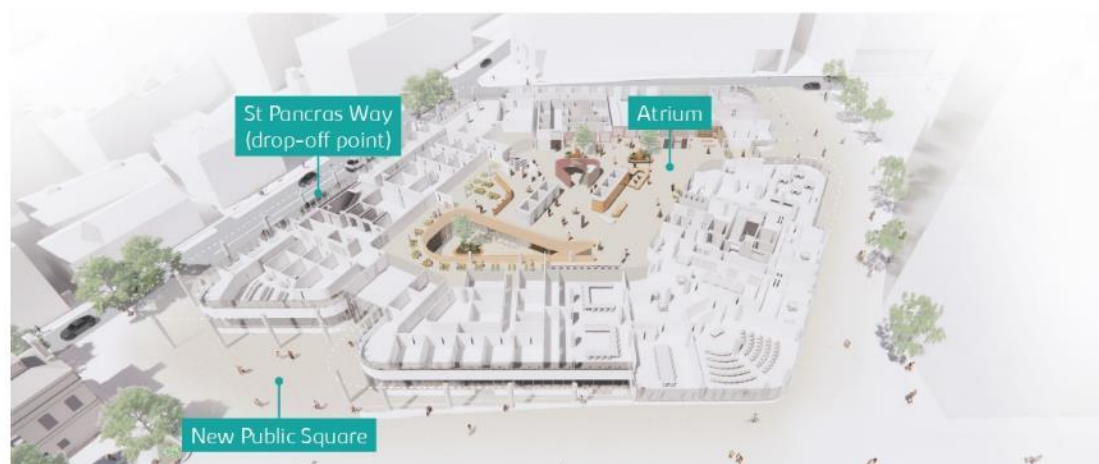 St Pancras Way
(drop-off point)
Atrium
New Public Square